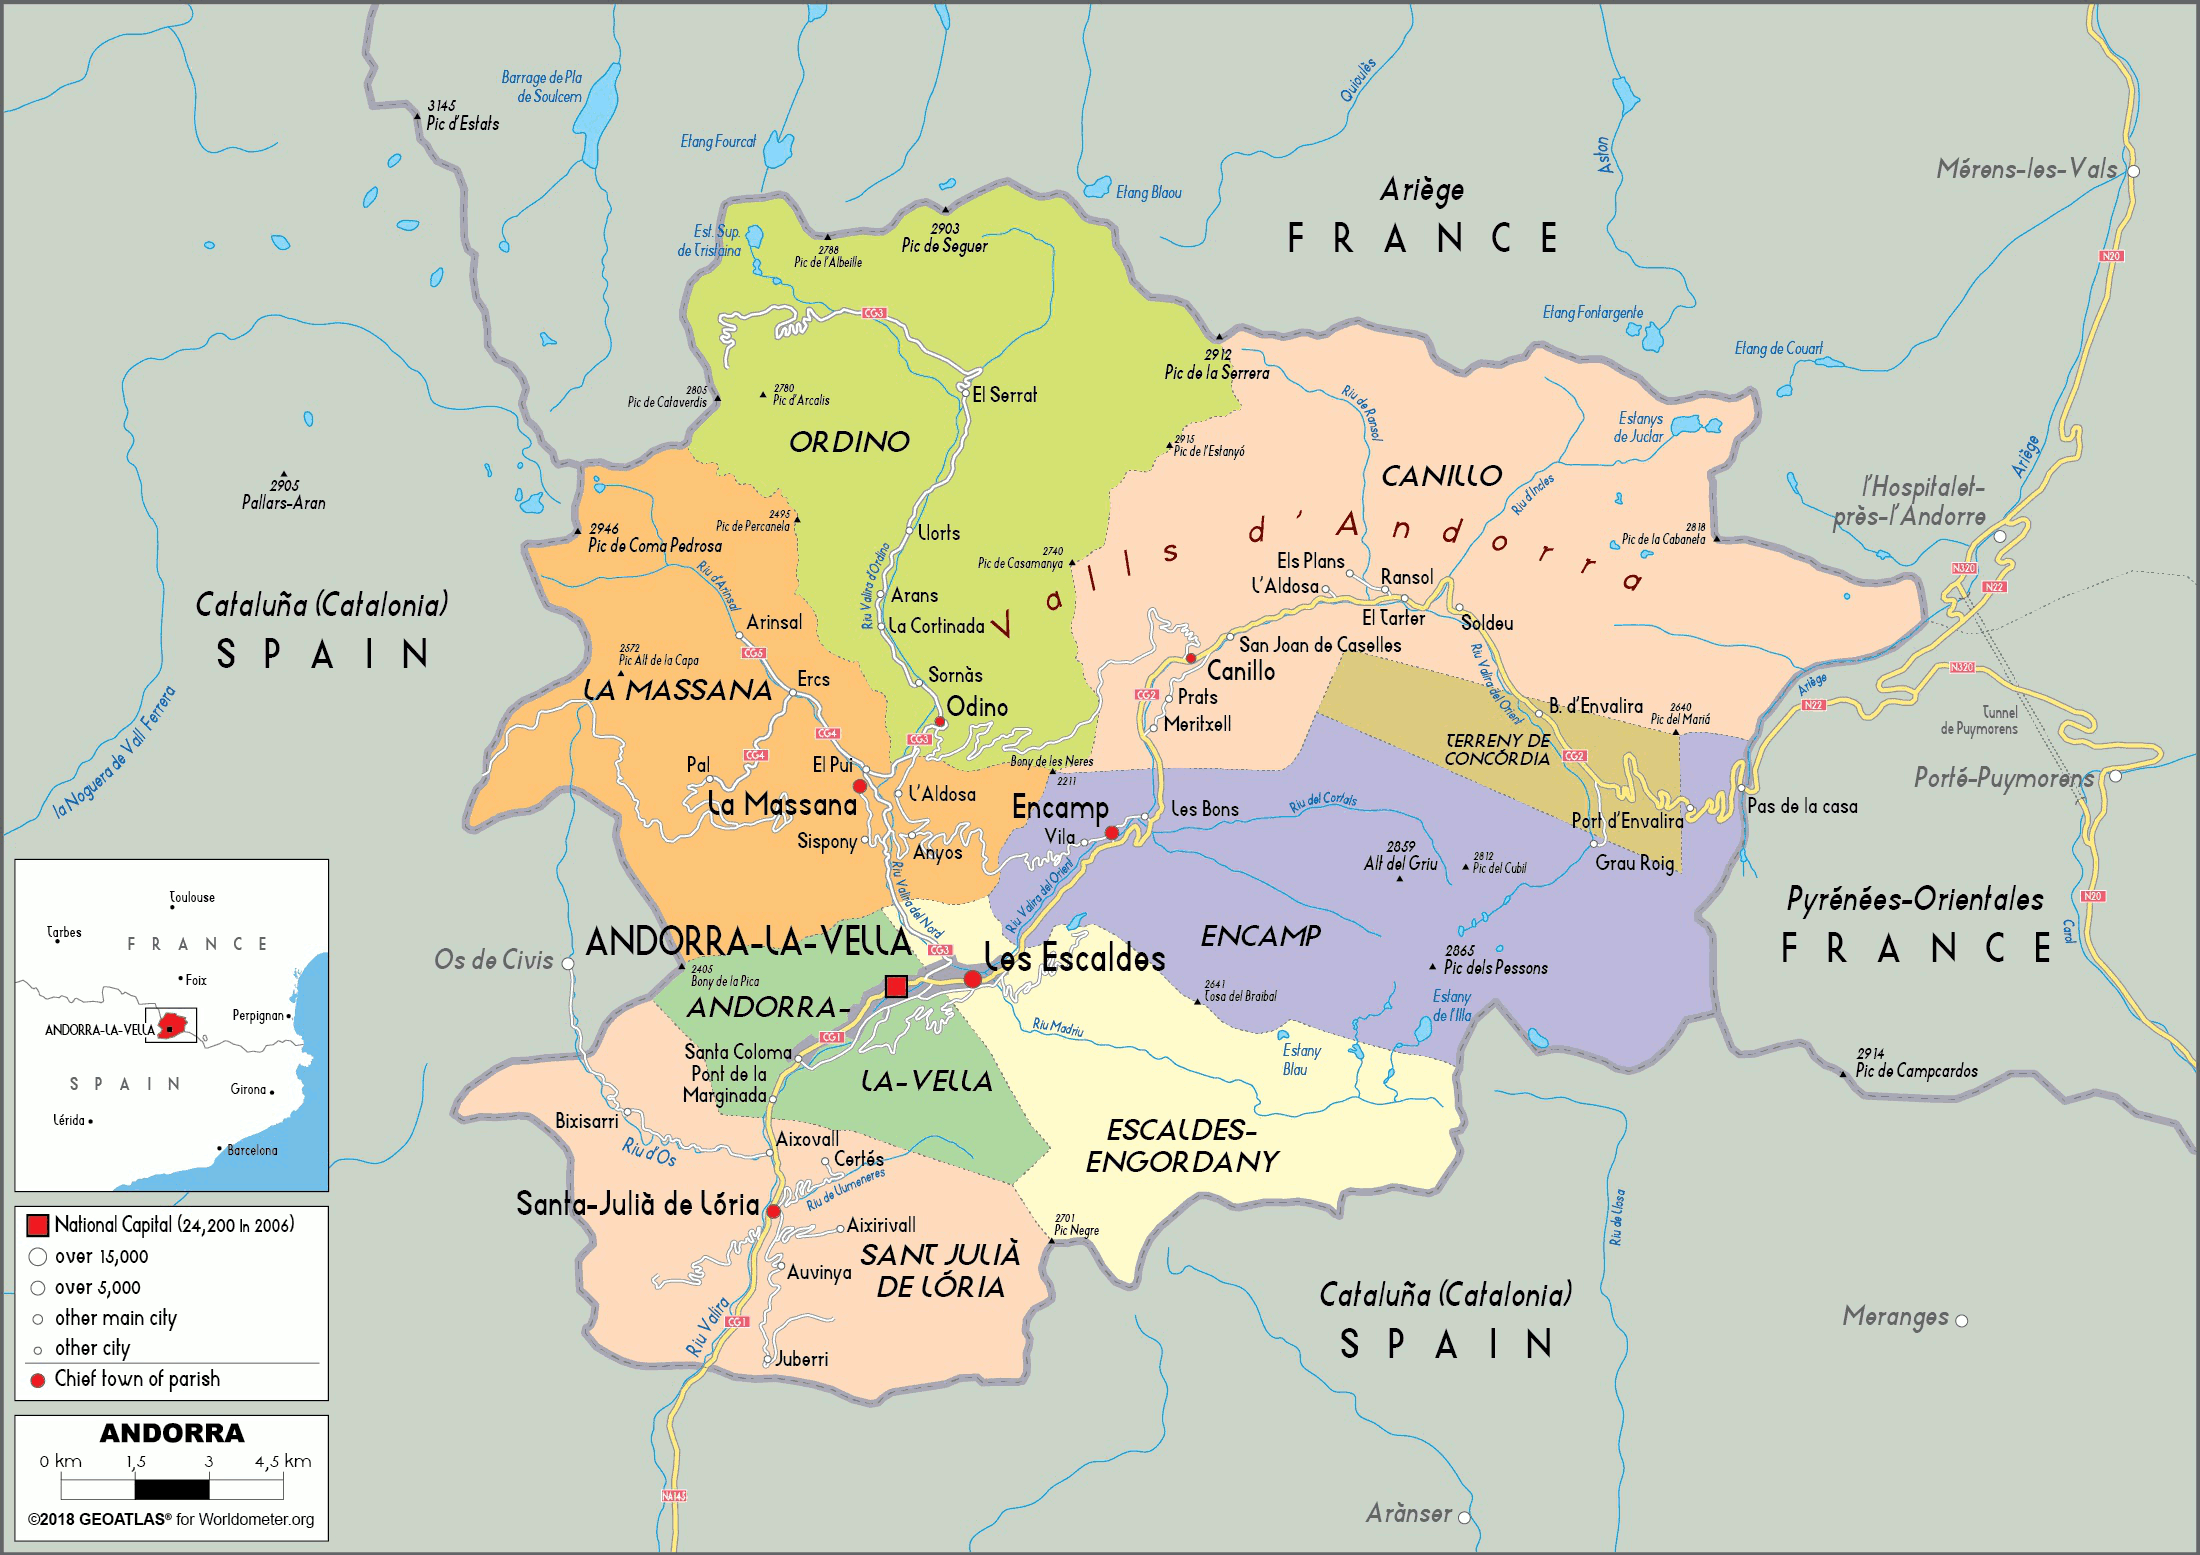 Barrage de Pla
de Soulcem
3145
Pic d'Estats
Etang Fourcat
Quioulès
Aston
Etang Blaou
Ariège
FRANCE
Mérens-les-Vals
N20
Est. Sup.
de Tristaina
2788
Pic de l'Albeille
2903
Pic de Seguer
CG3
Etang Fontargente
Etang de Couart
2912
Pic de la Serrera
2805
Pic de Cataverdis
2780
Pic d'Arcalis
El Serrat
ORDINO
Riu de Ransol
Estanys
de Juclar
2915
Pic de l'Estanyó
CANILLO
Riu d'Incles
Ariège
l'Hospitalet-
près-l'Andorre
2905
Pallars-Aran
2946
Pic de Coma Pedrosa
2495
Pic de Percanela
Llorts
2740
Pic de Casamanya
Valls d'Andorra
2818
Pic de la Cabaneta
Els Plans
L'Aldosa
Ransol
El Tarter
Soldeu
N320
N22
Cataluña (Catalonia)
SPAIN
Riu d'Arinsal
Riu Valira d'Ordino
Arans
La Cortinada
Arinsal
CG5
2572
Pic Alt de la Capa
LA MASSANA
Ercs
Sornàs
Odino
San Joan de Caselles
Canillo
CG2
Prats
Meritxell
Riu Valira del Orient
B. d'Envalira
2640
Pic del Mariá
TERRENY DE
CONCÓRDIA
CG2
Ariège
N22
N320
Tunnel
de Puymorens
Porté-Puymorens
la Noguera de Vall Ferrera
CG4
CG4
CG3
Pal
El Pui
La Massana
L'Aldosa
Sispony
Anyos
Bony de les Neres
2211
Encamp
Vila
Les Bons
Riu del Cortals
Port d'Envalira
Pas de la casa
Grau Roig
2859
Alt del Griu
2812
Pic del Cubil
Riu Valira del Nord
Riu Valira del Orient
Pyrénées-Orientales
FRANCE
N20
Carol
Os de Civis
ANDORRA-LA-VELLA
2405
Bony de la Pica
CG3
Les Escaldes
ENCAMP
2865
Pic dels Pessons
2641
Tosa del Braibal
Estany
de l'Illa
ANDORRA-
LA-VELLA
CG1
Riu Madriu
Estany
Blau
Santa Coloma
Pont de la
Marginada
2914
Pic de Campcardos
ESCALDES-
ENGORDANY
Bixisarri
Riu d'Os
Aixovall
Certés
Riu de Llumeneres
Santa-Julià de Lória
Aixirivall
SANT JULIÀ
DE LÓRIA
2701
Pic Negre
Auvinya
Riu Valira
CG1
Juberri
Riu de Llosa
Cataluña (Catalonia)
SPAIN
Meranges
Arànser
NA145
Toulouse
Tarbes
FRANCE
Foix
ANDORRA-LA-VELLA
Perpignan
SPAIN
Girona
Lérida
Barcelona
National Capital (24,200 In 2006)
over 15,000
over 5,000
other main city
other city
Chief town of parish
ANDORRA
0 km 1,5 3 4,5 km
©2018 GEOATLAS® for Worldometer.org